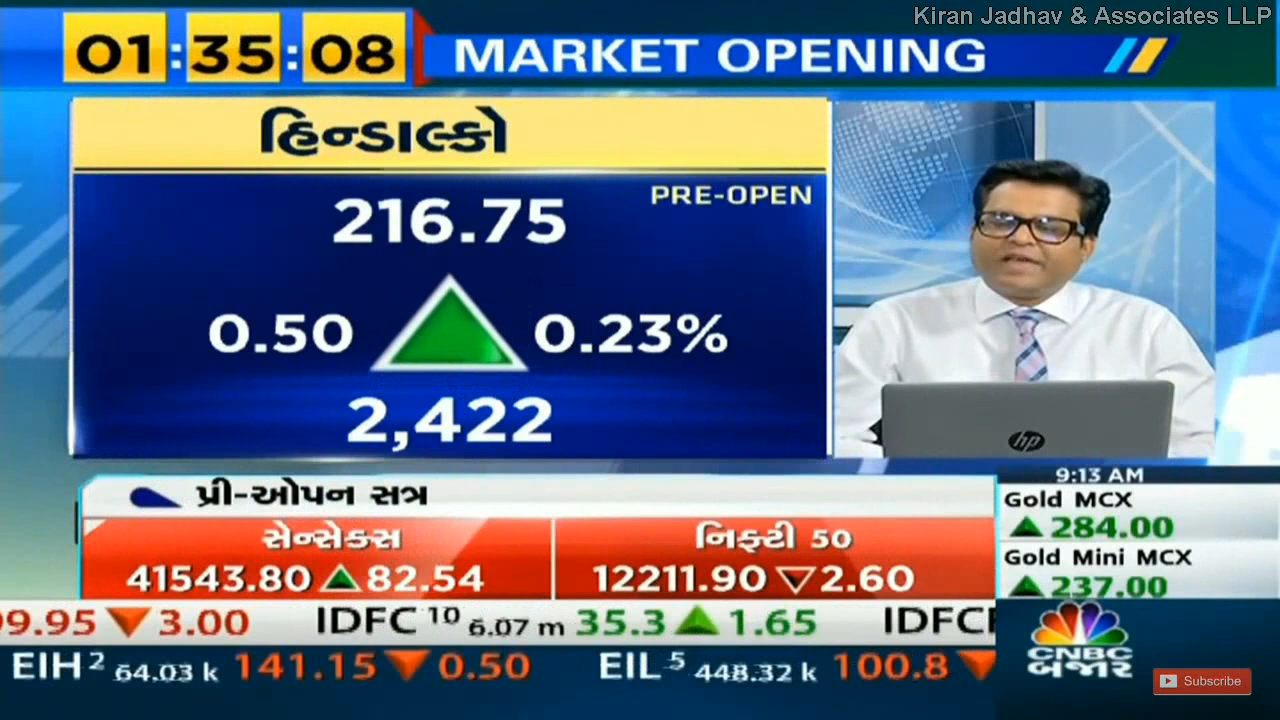 Kiran Jadhav & Associates LLP
01:35:08 MARKET OPENING
હિન્ડાલ્કો
PRE-OPEN
216.75
0.50 0.23%
2,422
પ્રી-ઓપન સત્ર
સેન્સેક્સ
41543.80 82.54
નિફ્ટી 50
12211.90 2.60
9:13 AM
Gold MCX
284.00
Gold Mini MCX
237.00
99.95 3.00 IDFC 10 6.07 m 35.3 1.65 IDFCF
EIH 2 64.03 k 141.15 0.50 EIL 5 448.32 k 100.8
hp
CNBC
બજાર
Subscribe